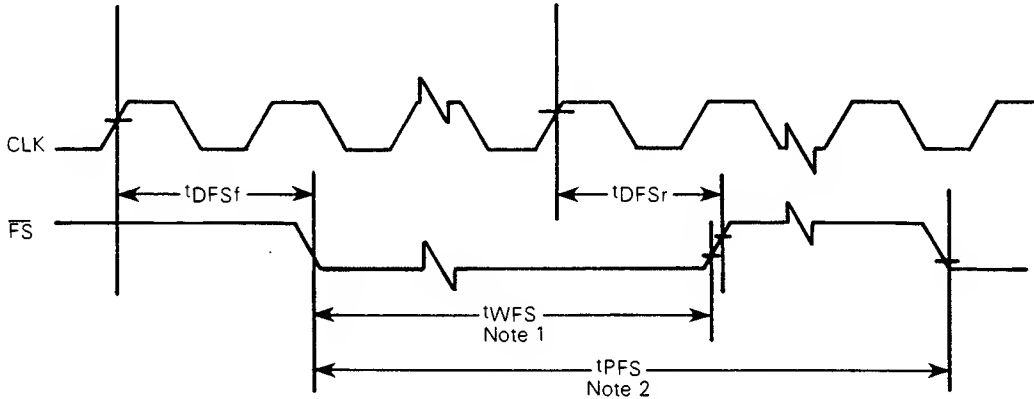 CLK
tDFSf
tDFSr
FS
tWFS
Note 1
tPFS
Note 2